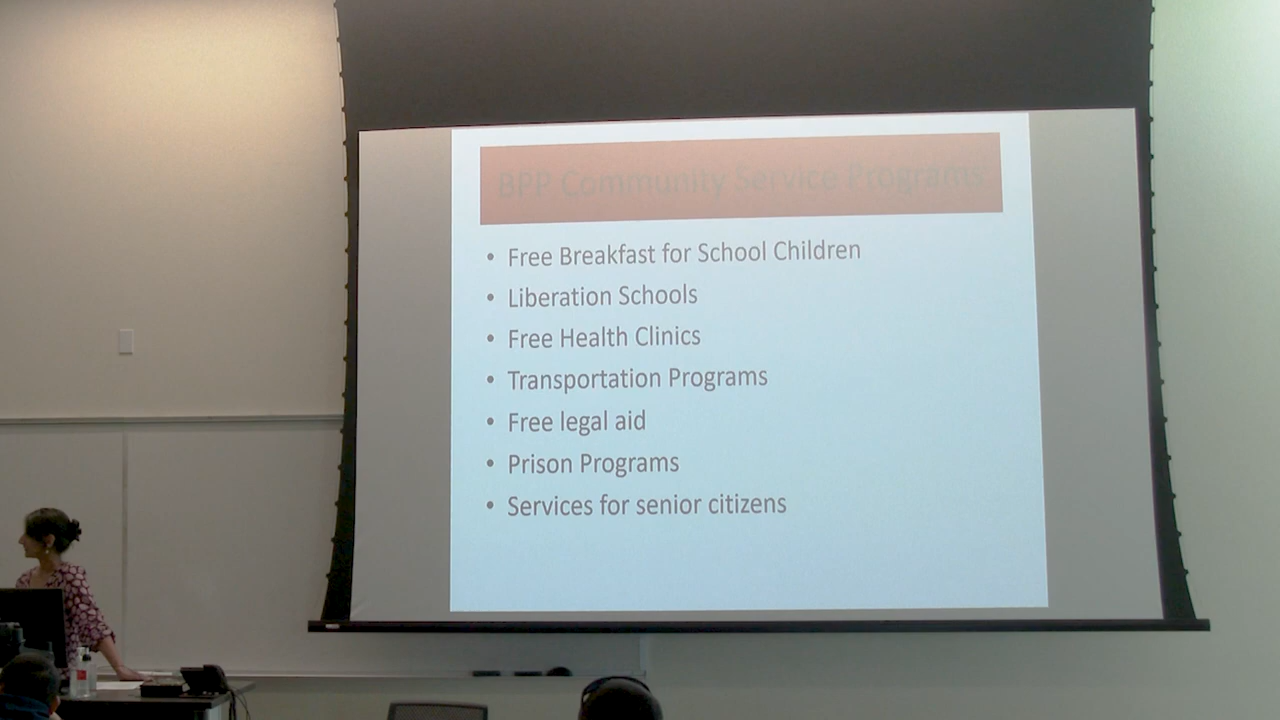 BPP Community Service Programs
• Free Breakfast for School Children
• Liberation Schools
• Free Health Clinics
• Transportation Programs
• Free legal aid
• Prison Programs
• Services for senior citizens